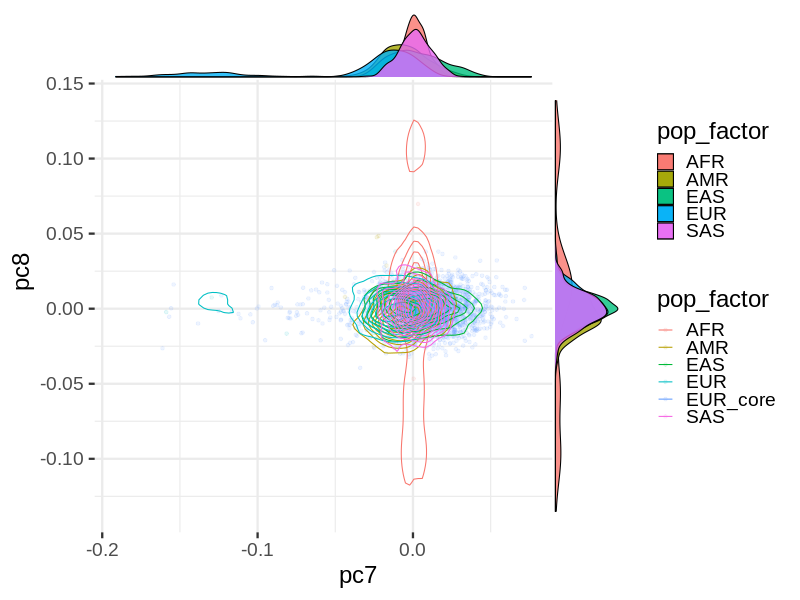 0.15
0.10
0.05
0.00
-0.05
-0.10
pc8
-0.2
-0.1
0.0
pc7
pop_factor
AFR
AMR
EAS
EUR
SAS
pop_factor
AFR
AMR
EAS
EUR
EUR_core
SAS